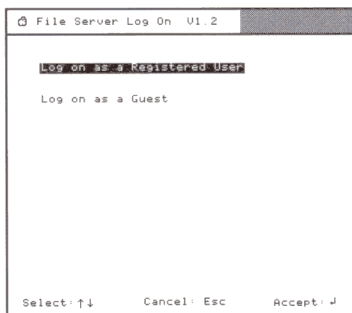 File Server Log On V1.2
Log on as a Registered User
Log on as a Guest
Select: ↑↓ Cancel: Esc Accept: ↲